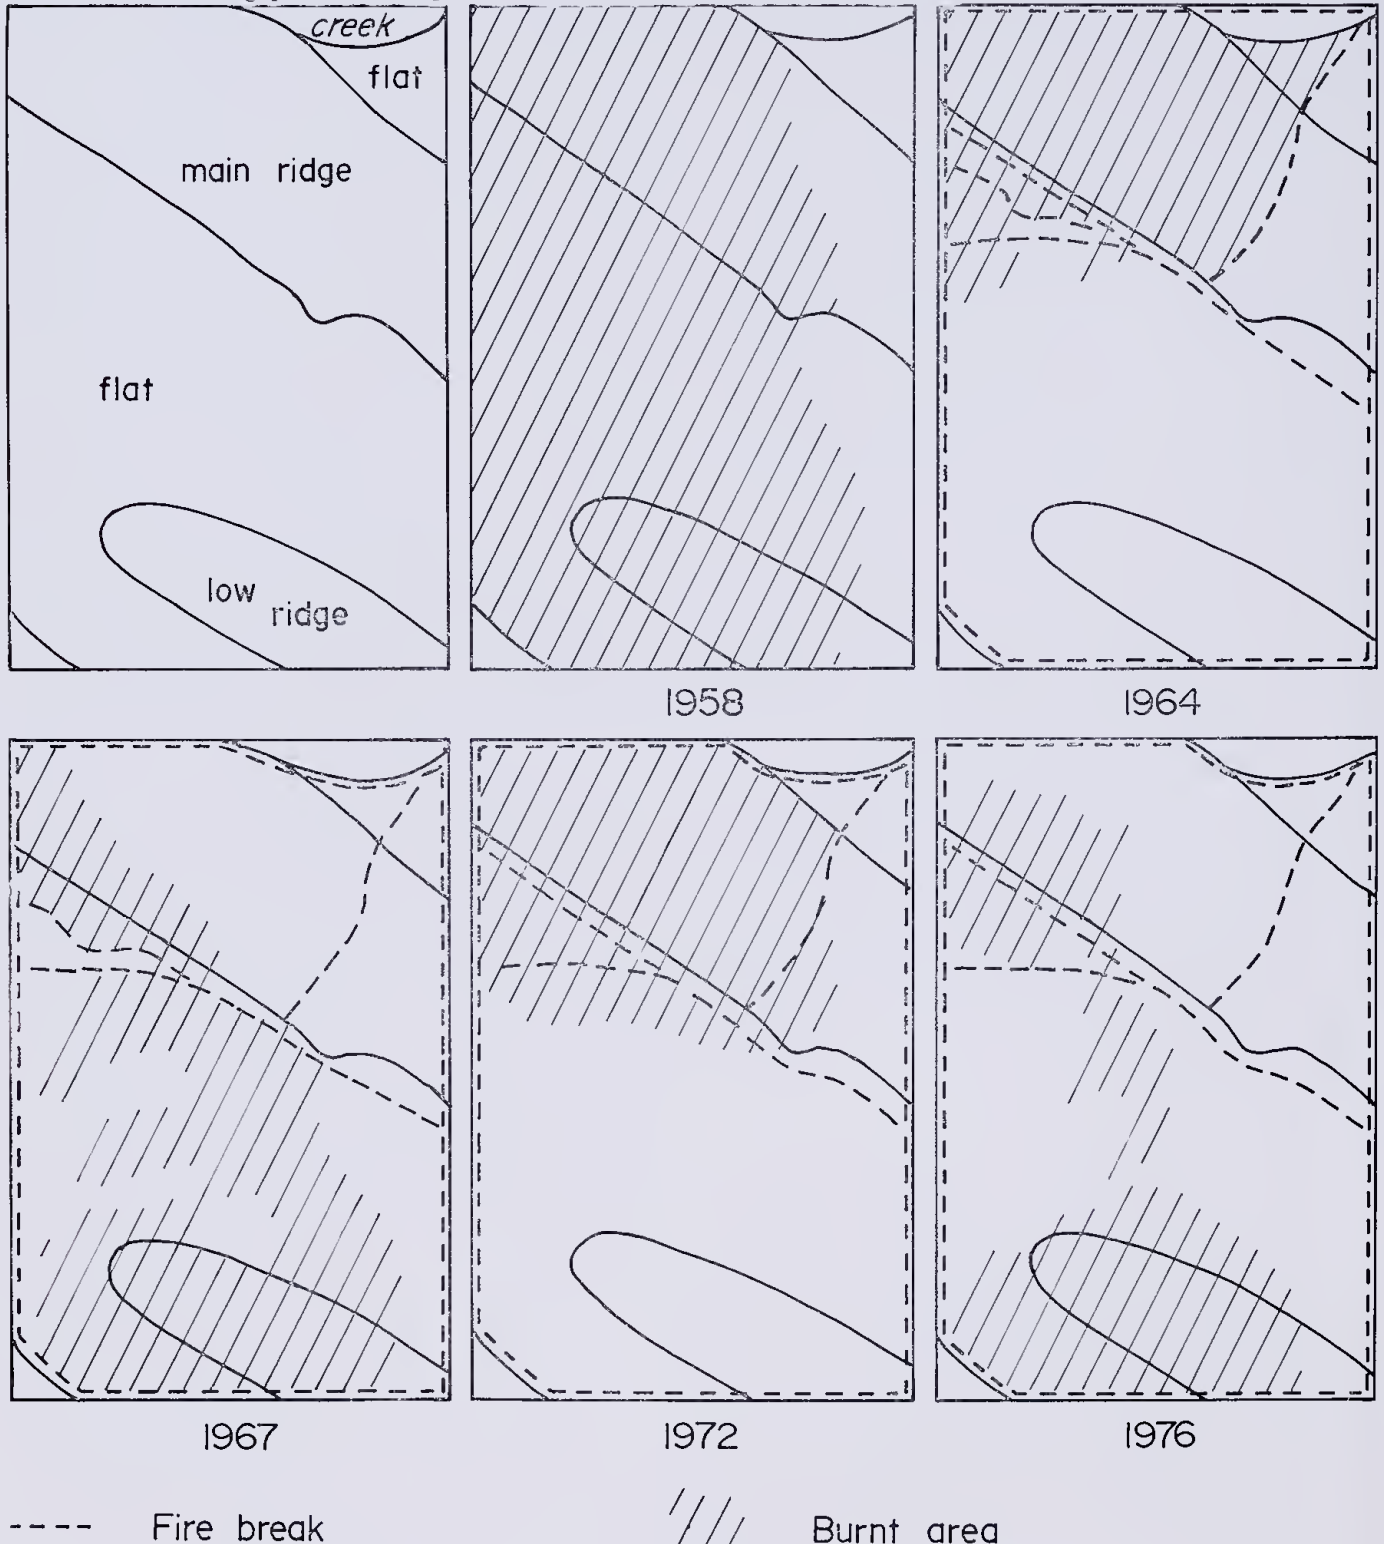 creek
flat
main ridge
flat
low
ridge
1958
1964
1967
1972
1976
Fire break
Burnt area